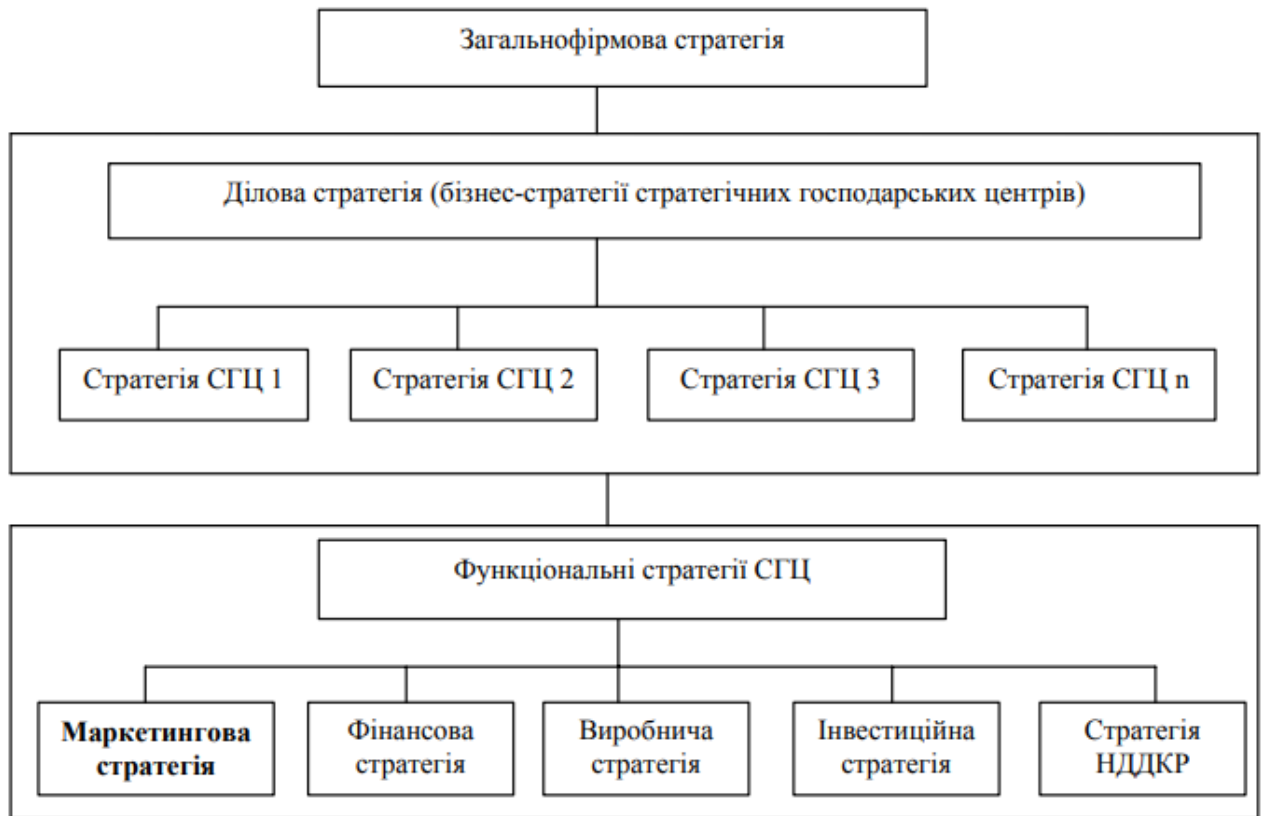 Загальнофірмова стратегія
Ділова стратегія (бізнес-стратегії стратегічних господарських центрів)
Стратегія СГЦ 1
Стратегія СГЦ 2
Стратегія СГЦ 3
Стратегія СГЦ n
Функціональні стратегії СГЦ
Маркетингова
стратегія
Фінансова
стратегія
Виробнича
стратегія
Інвестиційна
стратегія
Стратегія
НДДКР